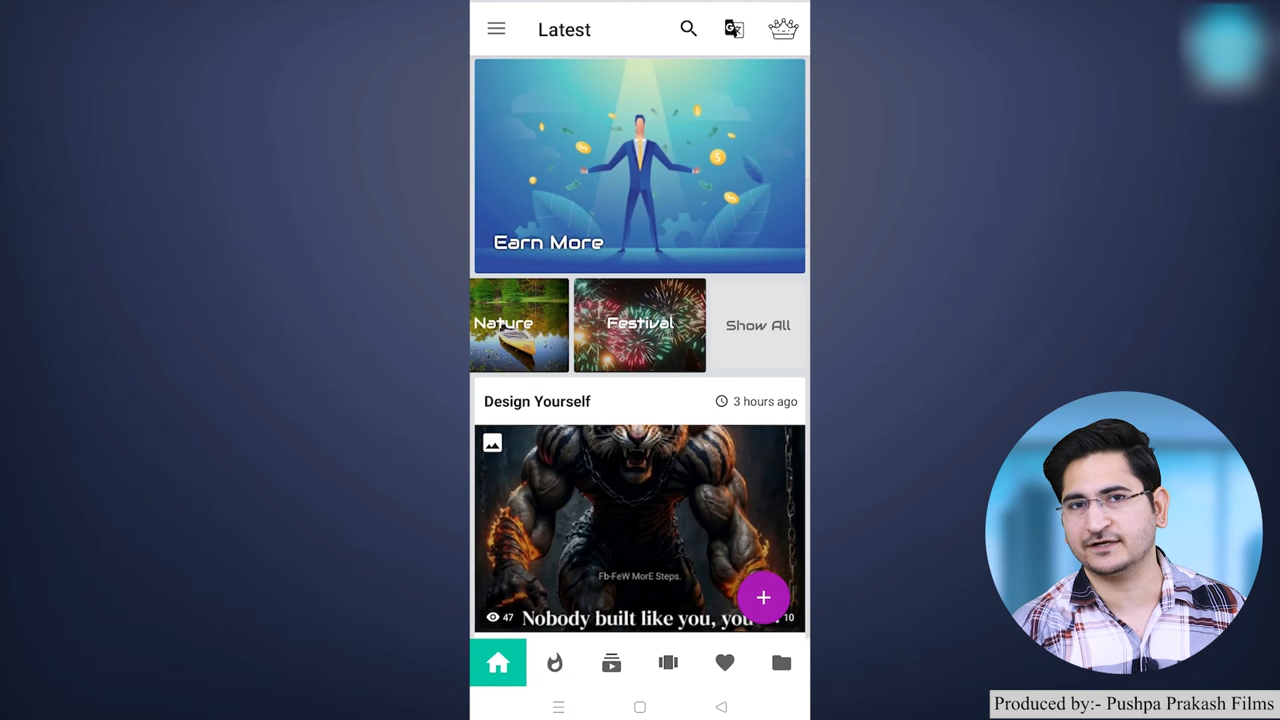 Latest
Earn More
Nature
Festival
Show All
Design Yourself
3 hours ago
Fb-FeW MorE Steps.
47
Nobody built like you, you
10
Produced by:- Pushpa Prakash Films